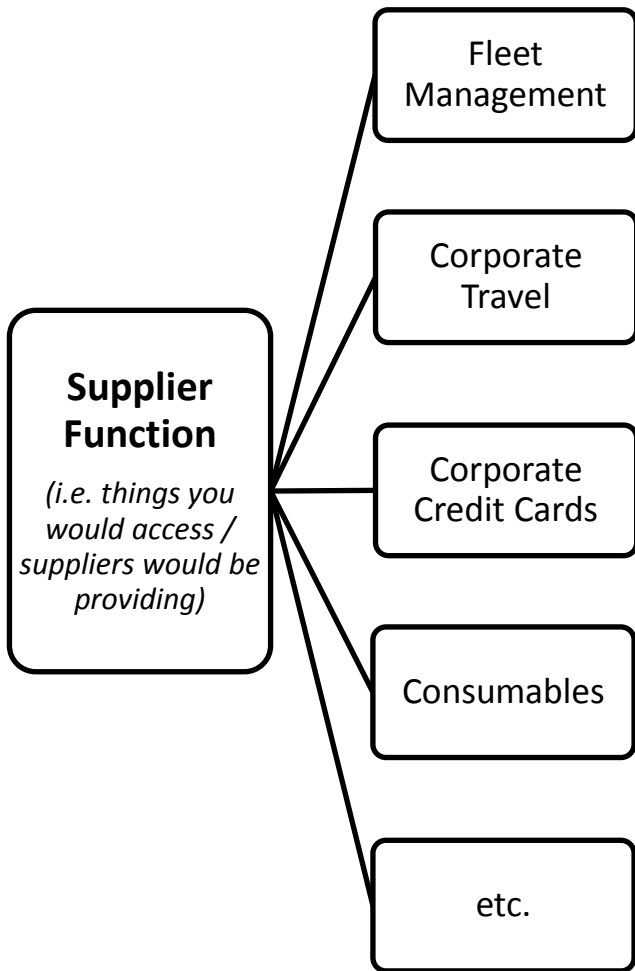 Fleet
Management
Corporate
Travel
Supplier
Function
(i.e. things you
would access /
suppliers would be
providing)
Corporate
Credit Cards
Consumables
etc.